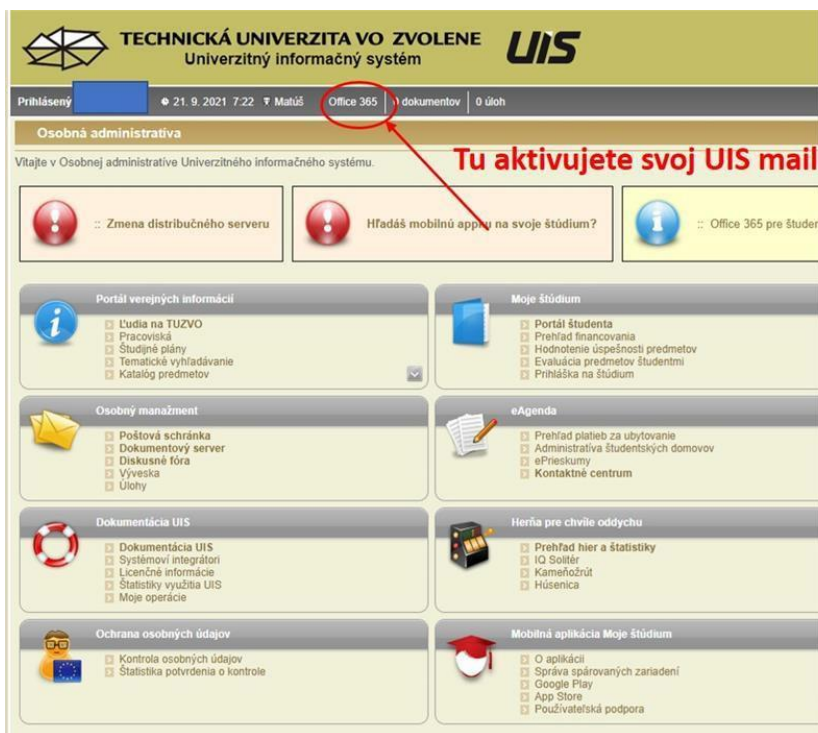 TECHNICKÁ UNIVERZITA VO ZVOLENE
Univerzitný informačný systém
UIS
Prihlásený 21. 9. 2021 7:22 Matúš Office 365 0 dokumentov 0 úloh
Osobná administratíva
Vitajte v Osobnej administratíve Univerzitného informačného systému.
Tu aktivujete svoj UIS mail
:: Zmena distribučného serveru
Hľadáš mobilnú appku na svoje štúdium?
:: Office 365 pre študen
Portál verejných informácií
Ľudia na TUZVO
Pracoviská
Študijné plány
Tematické vyhľadávanie
Katalóg predmetov
Moje štúdium
Portál študenta
Prehľad financovania
Hodnotenie úspešnosti predmetov
Evaluácia predmetov študentmi
Prihláška na štúdium
Osobný manažment
Poštová schránka
Dokumentový server
Diskusné fóra
Výveska
Úlohy
eAgenda
Prehľad platieb za ubytovanie
Administratíva študentských domovov
ePrieskumy
Kontaktné centrum
Dokumentácia UIS
Dokumentácia UIS
Systémoví integrátori
Licenčné informácie
Štatistiky využitia UIS
Moje operácie
Herňa pre chvíle oddychu
Prehľad hier a štatistiky
IQ Solitér
Kameňožrút
Húsenica
Ochrana osobných údajov
Kontrola osobných údajov
Štatistika potvrdenia o kontrole
Mobilná aplikácia Moje štúdium
O aplikácii
Správa spárovaných zariadení
Google Play
App Store
Používateľská podpora